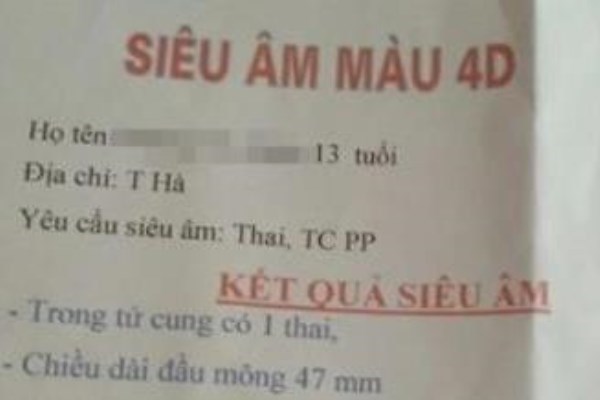 SIÊU ÂM MÀU 4D
Họ tên 13 tuổi
Địa chỉ: T Hà
Yêu cầu siêu âm: Thai, TC PP
KẾT QUẢ SIÊU ÂM
- Trong tử cung có 1 thai,
- Chiều dài đầu mông 47 mm